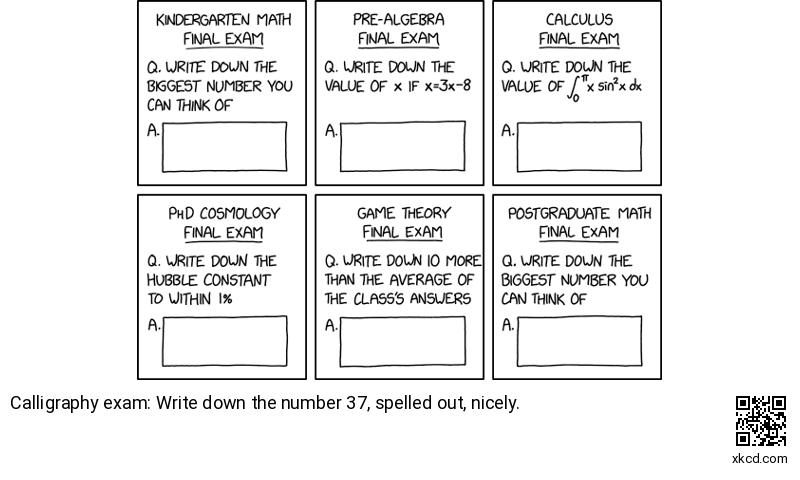 KINDERGARTEN MATH
FINAL EXAM
Q. WRITE DOWN THE
BIGGEST NUMBER YOU
CAN THINK OF
A.
PRE-ALGEBRA
FINAL EXAM
Q. WRITE DOWN THE
VALUE OF x IF x=3x-8
A.
CALCULUS
FINAL EXAM
Q. WRITE DOWN THE
VALUE OF ∫₀^π x sin²x dx
A.
PHD COSMOLOGY
FINAL EXAM
Q. WRITE DOWN THE
HUBBLE CONSTANT
TO WITHIN 1%
A.
GAME THEORY
FINAL EXAM
Q. WRITE DOWN 10 MORE
THAN THE AVERAGE OF
THE CLASS'S ANSWERS
A.
POSTGRADUATE MATH
FINAL EXAM
Q. WRITE DOWN THE
BIGGEST NUMBER YOU
CAN THINK OF
A.
Calligraphy exam: Write down the number 37, spelled out, nicely.
xkcd.com